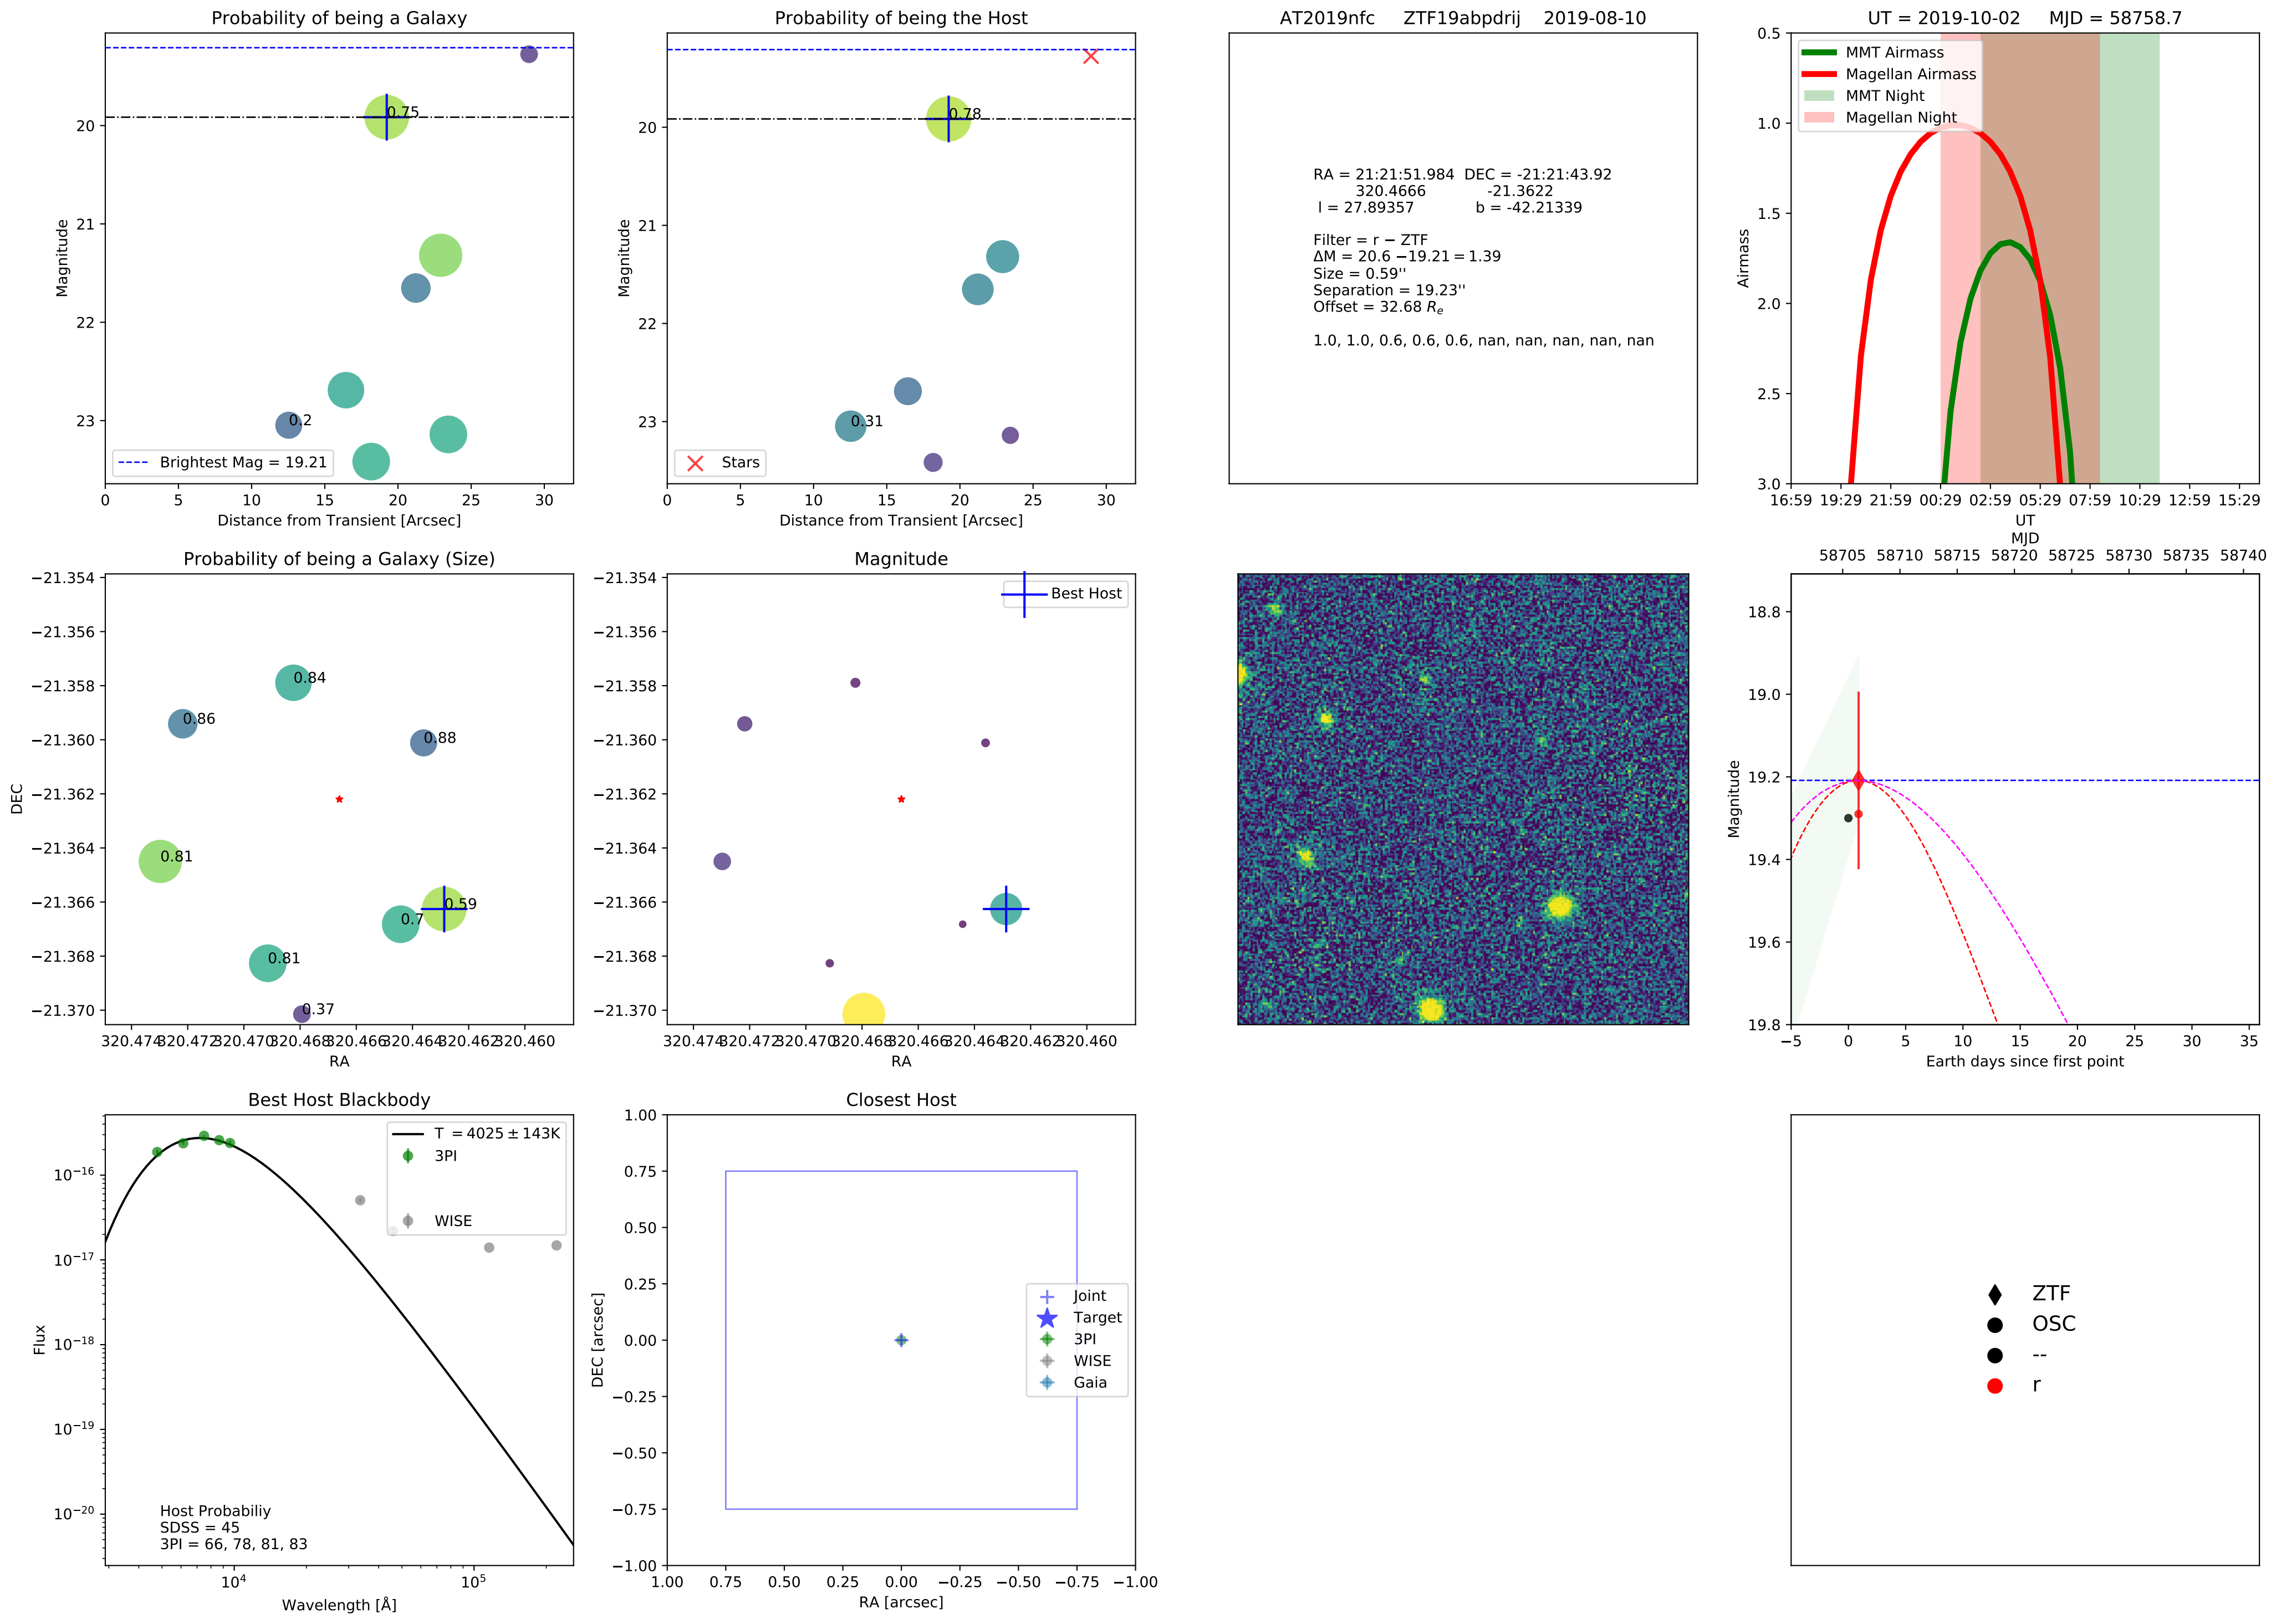 Probability of being a Galaxy
Magnitude
20
21
22
23
0.75
0.2
Brightest Mag = 19.21
0 5 10 15 20 25 30
Distance from Transient [Arcsec]
Probability of being the Host
Magnitude
20
21
22
23
0.78
0.31
Stars
0 5 10 15 20 25 30
Distance from Transient [Arcsec]
AT2019nfc ZTF19abpdrij 2019-08-10
RA = 21:21:51.984 DEC = -21:21:43.92
320.4666 -21.3622
l = 27.89357 b = -42.21339
Filter = r − ZTF
ΔM = 20.6 −19.21 = 1.39
Size = 0.59''
Separation = 19.23''
Offset = 32.68 Re
1.0, 1.0, 0.6, 0.6, 0.6, nan, nan, nan, nan, nan
UT = 2019-10-02 MJD = 58758.7
MMT Airmass
Magellan Airmass
MMT Night
Magellan Night
Airmass
0.5
1.0
1.5
2.0
2.5
3.0
16:59 19:29 21:59 00:29 02:59 05:29 07:59 10:29 12:59 15:29
UT
Probability of being a Galaxy (Size)
DEC
−21.354
−21.356
−21.358
−21.360
−21.362
−21.364
−21.366
−21.368
−21.370
0.84
0.86
0.88
0.81
0.59
0.7
0.81
0.37
320.474 320.472 320.470 320.468 320.466 320.464 320.462 320.460
RA
Magnitude
Best Host
−21.354
−21.356
−21.358
−21.360
−21.362
−21.364
−21.366
−21.368
−21.370
320.474 320.472 320.470 320.468 320.466 320.464 320.462 320.460
RA
MJD
58705 58710 58715 58720 58725 58730 58735 58740
Magnitude
18.8
19.0
19.2
19.4
19.6
19.8
−5 0 5 10 15 20 25 30 35
Earth days since first point
Best Host Blackbody
T = 4025 ± 143K
3PI
WISE
Flux
10−16
10−17
10−18
10−19
10−20
Host Probabiliy
SDSS = 45
3PI = 66, 78, 81, 83
104 105
Wavelength [Å]
Closest Host
DEC [arcsec]
1.00
0.75
0.50
0.25
0.00
−0.25
−0.50
−0.75
−1.00
Joint
Target
3PI
WISE
Gaia
1.00 0.75 0.50 0.25 0.00 −0.25 −0.50 −0.75 −1.00
RA [arcsec]
ZTF
OSC
--
r